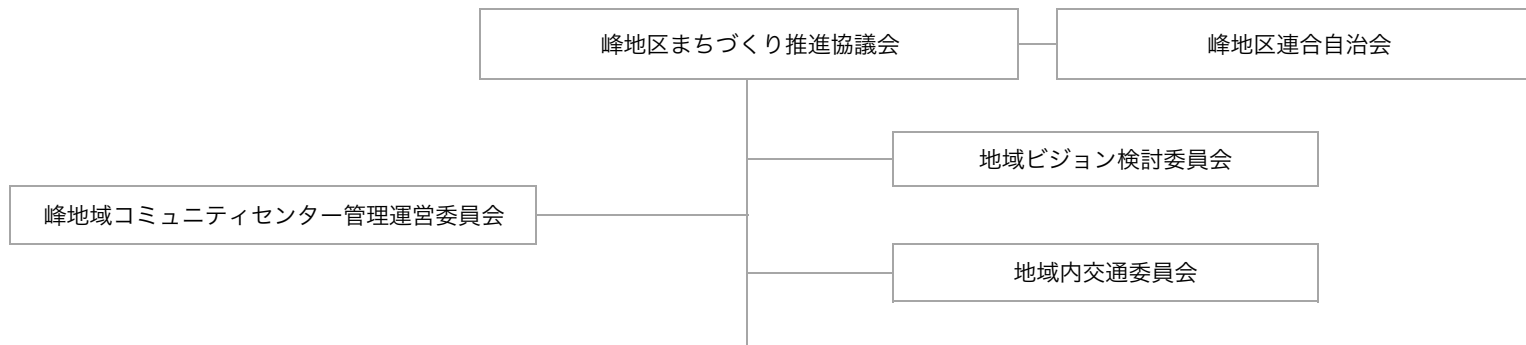 峰地区まちづくり推進協議会
峰地区連合自治会
地域ビジョン検討委員会
峰地域コミュニティセンター管理運営委員会
地域内交通委員会